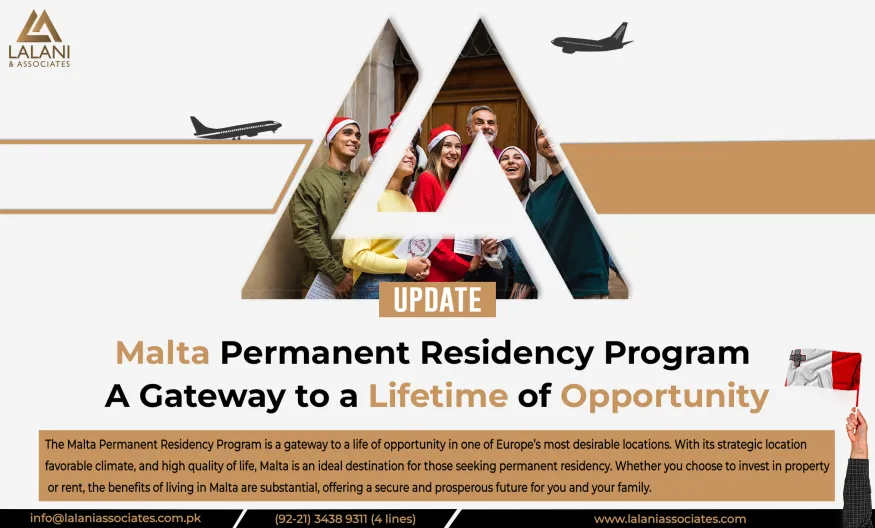 LALANI
& ASSOCIATES
UPDATE
Malta Permanent Residency Program
A Gateway to a Lifetime of Opportunity
The Malta Permanent Residency Program is a gateway to a life of opportunity in one of Europe's most desirable locations. With its strategic location
favorable climate, and high quality of life, Malta is an ideal destination for those seeking permanent residency. Whether you choose to invest in property
or rent, the benefits of living in Malta are substantial, offering a secure and prosperous future for you and your family.
info@lalaniassociates.com.pk
(92-21) 3438 9311 (4 lines)
www.lalaniassociates.com